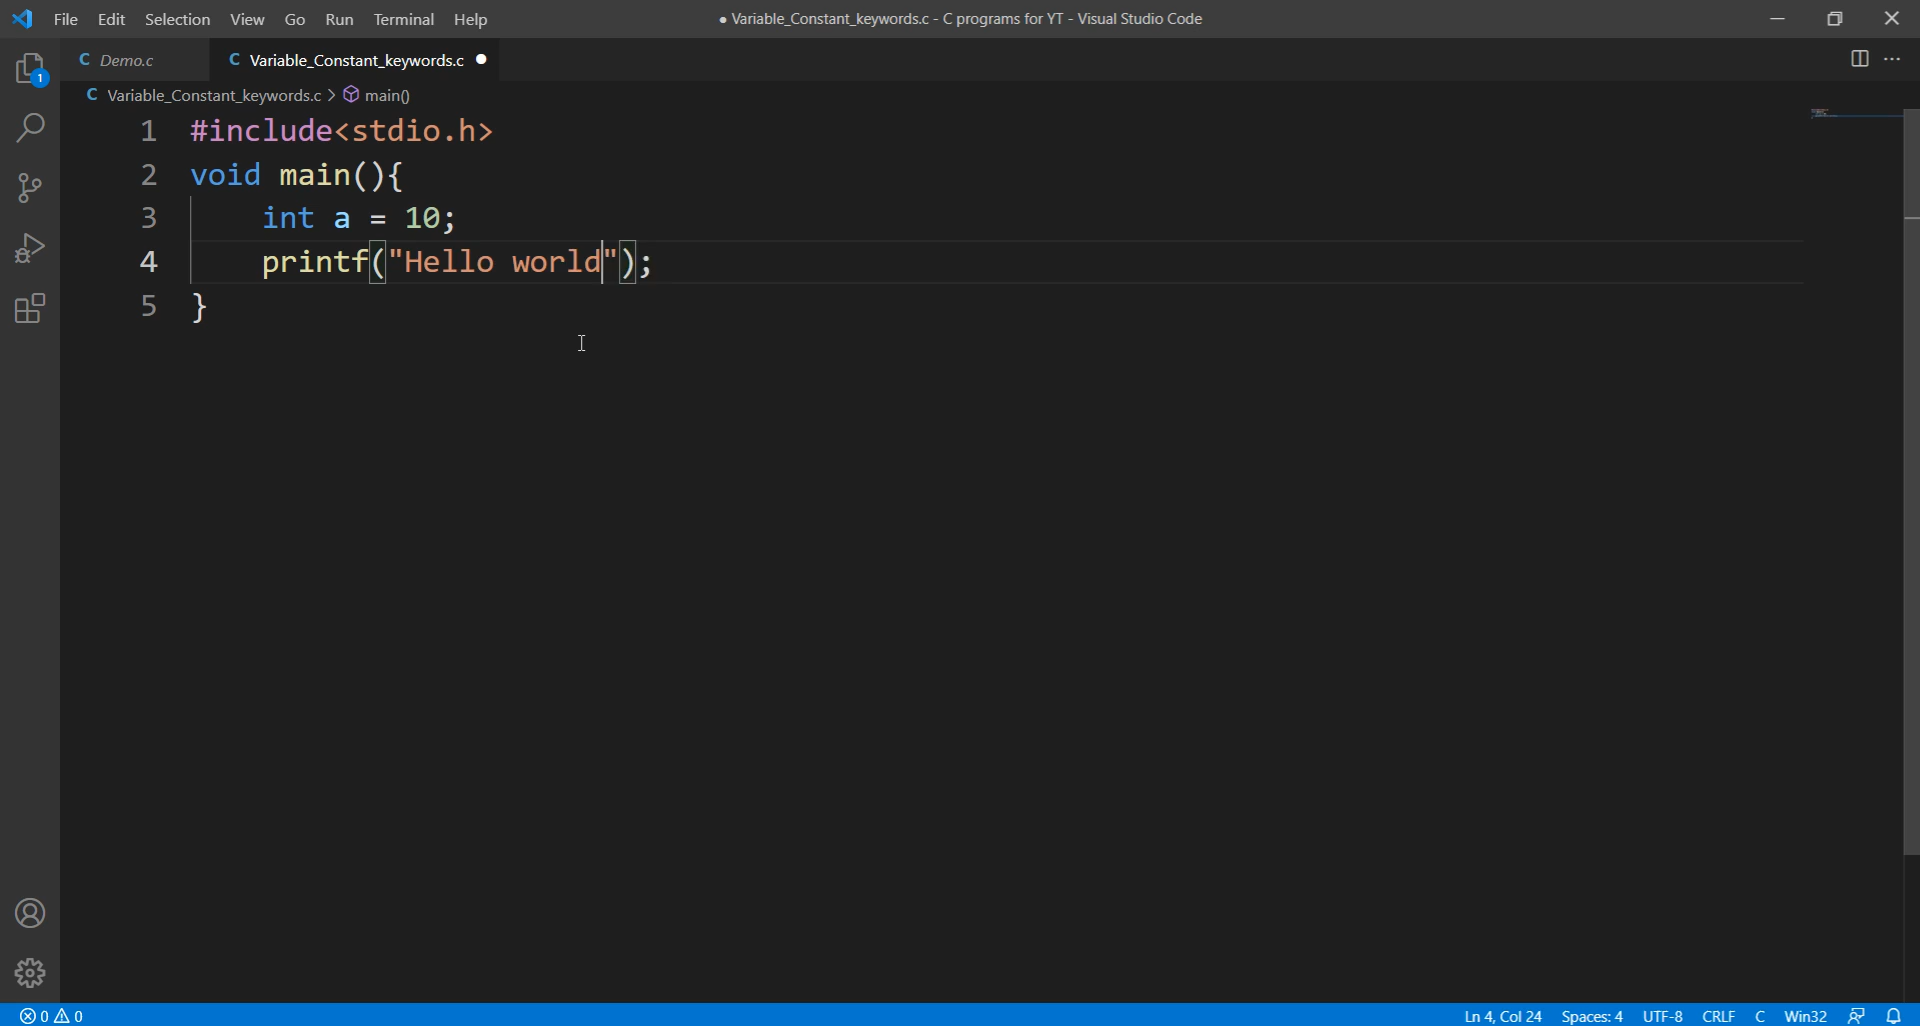 File Edit Selection View Go Run Terminal Help
● Variable_Constant_keywords.c - C programs for YT - Visual Studio Code
1
C Demo.c
C Variable_Constant_keywords.c ●
C Variable_Constant_keywords.c > main()
1 #include<stdio.h>
2 void main(){
3 int a = 10;
4 printf("Hello world");
5 }
0 0
Ln 4, Col 24 Spaces: 4 UTF-8 CRLF C Win32